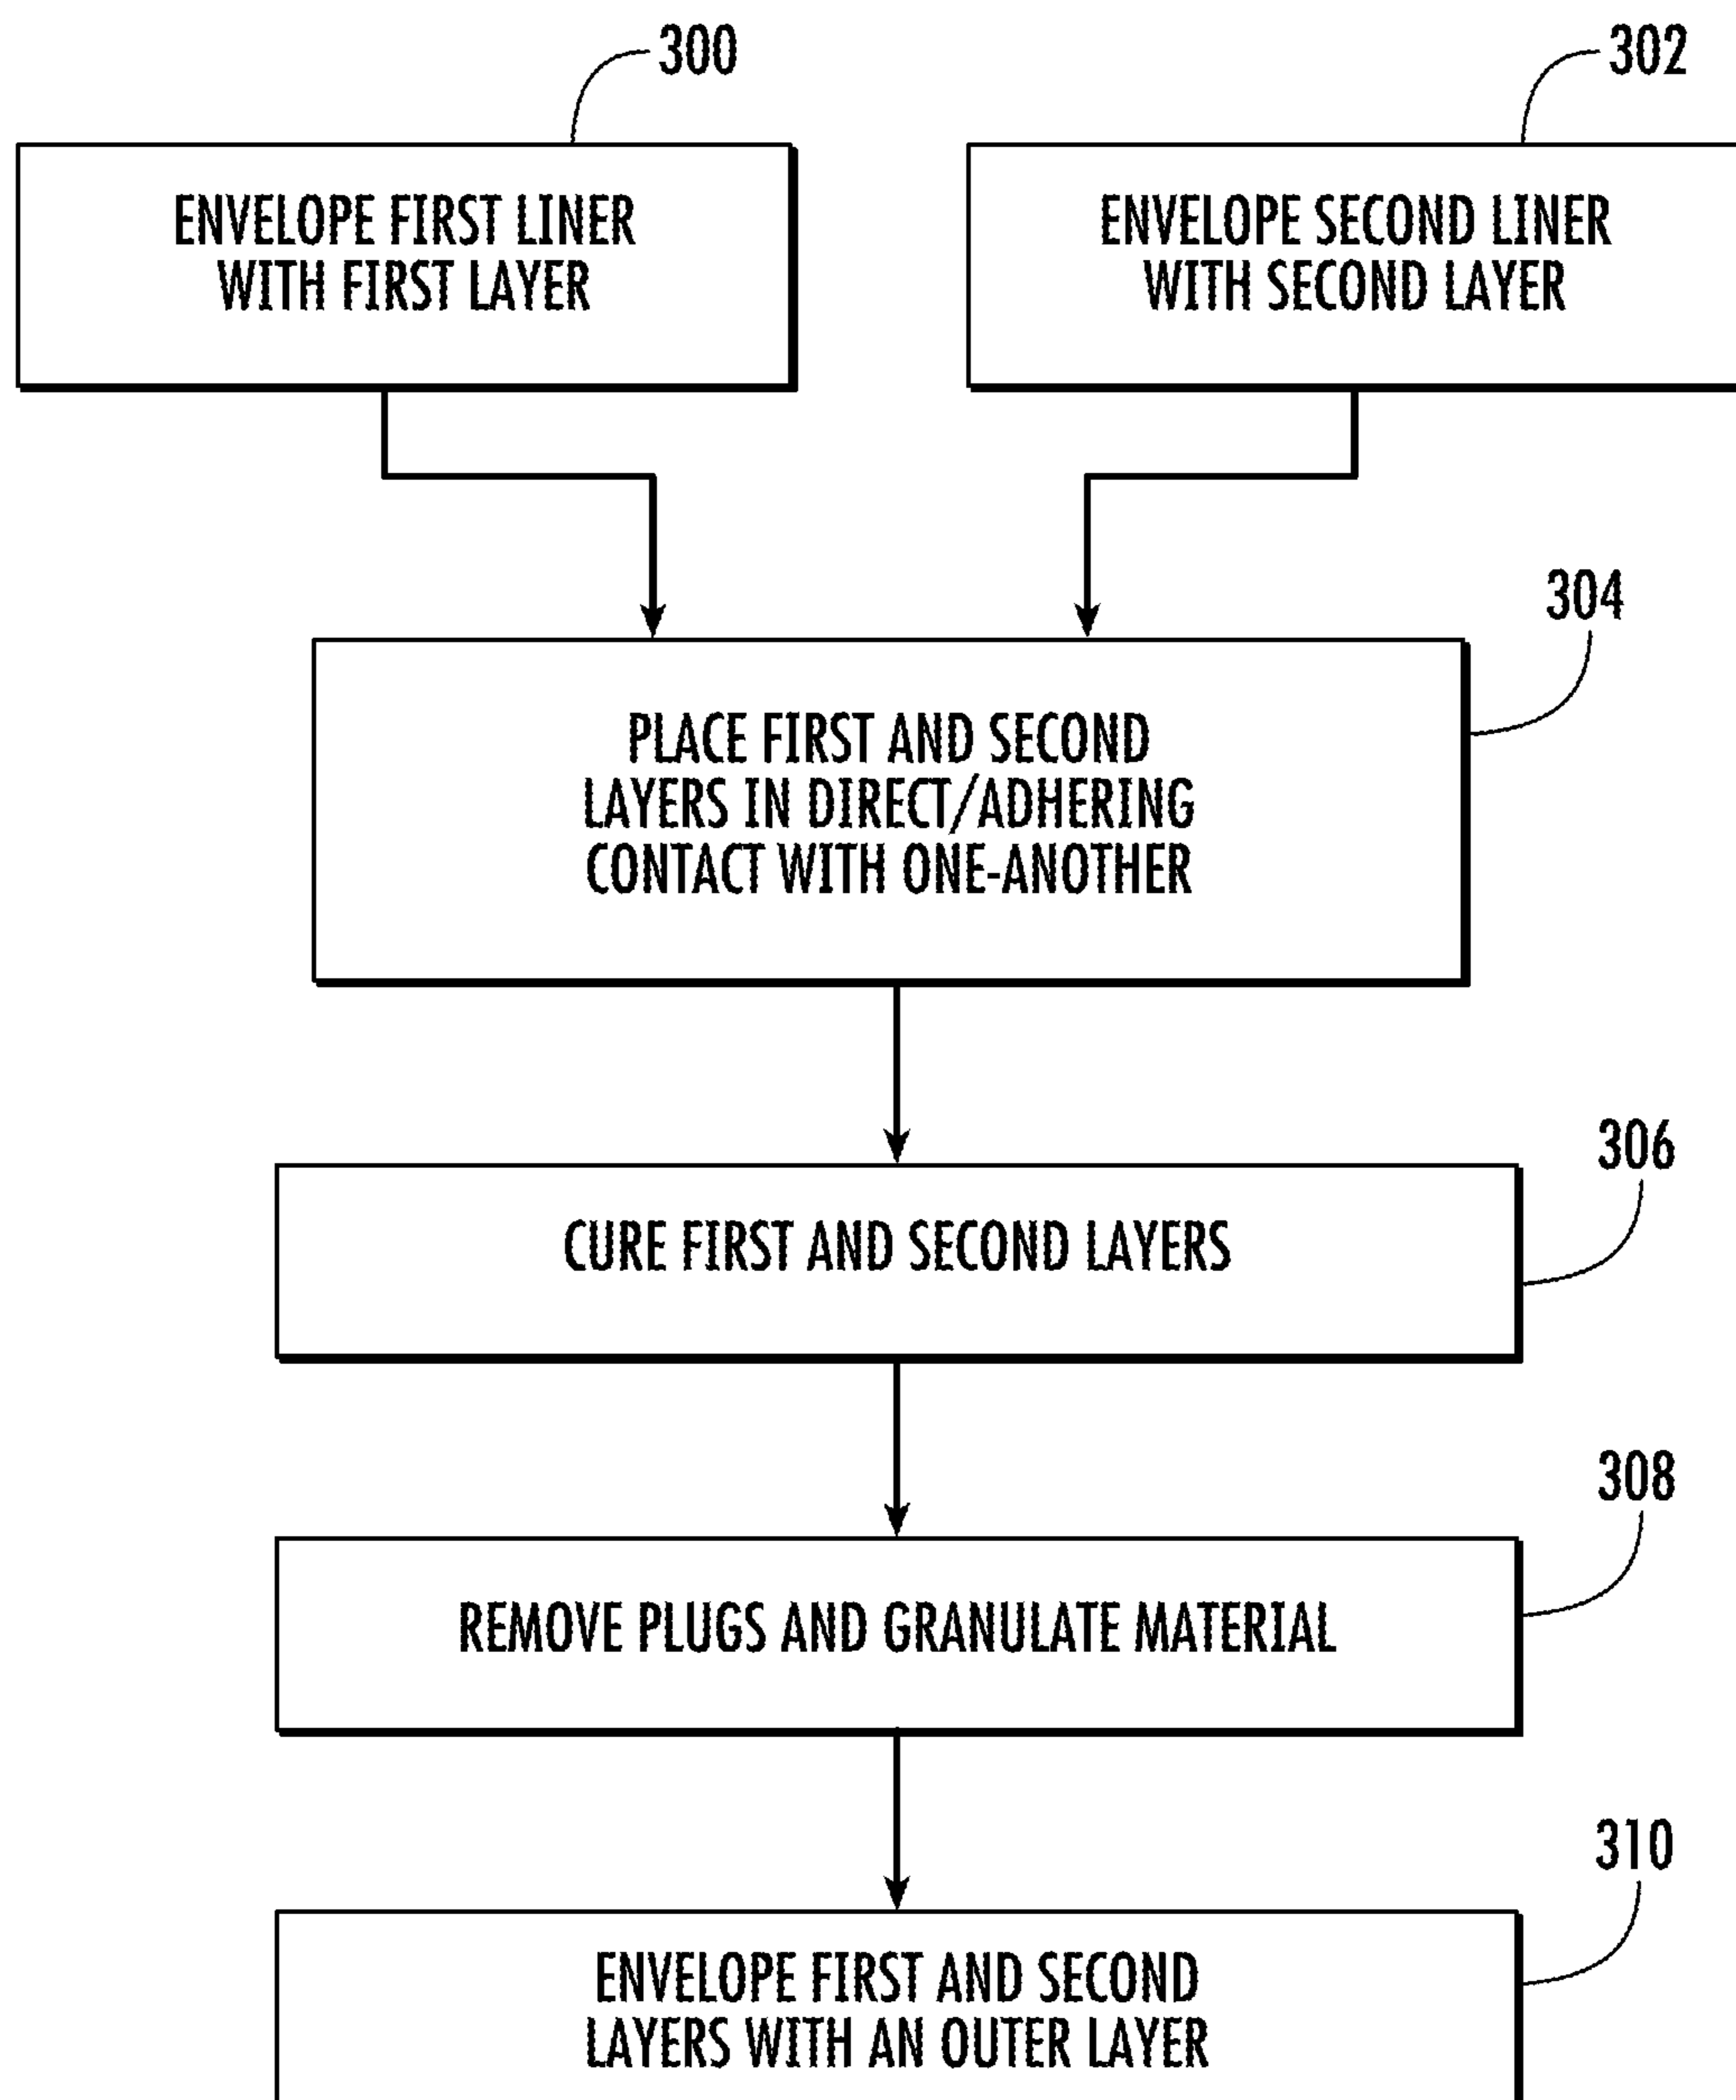 300
302
ENVELOPE FIRST LINER
WITH FIRST LAYER
ENVELOPE SECOND LINER
WITH SECOND LAYER
304
PLACE FIRST AND SECOND
LAYERS IN DIRECT/ADHERING
CONTACT WITH ONE-ANOTHER
306
CURE FIRST AND SECOND LAYERS
308
REMOVE PLUGS AND GRANULATE MATERIAL
310
ENVELOPE FIRST AND SECOND
LAYERS WITH AN OUTER LAYER